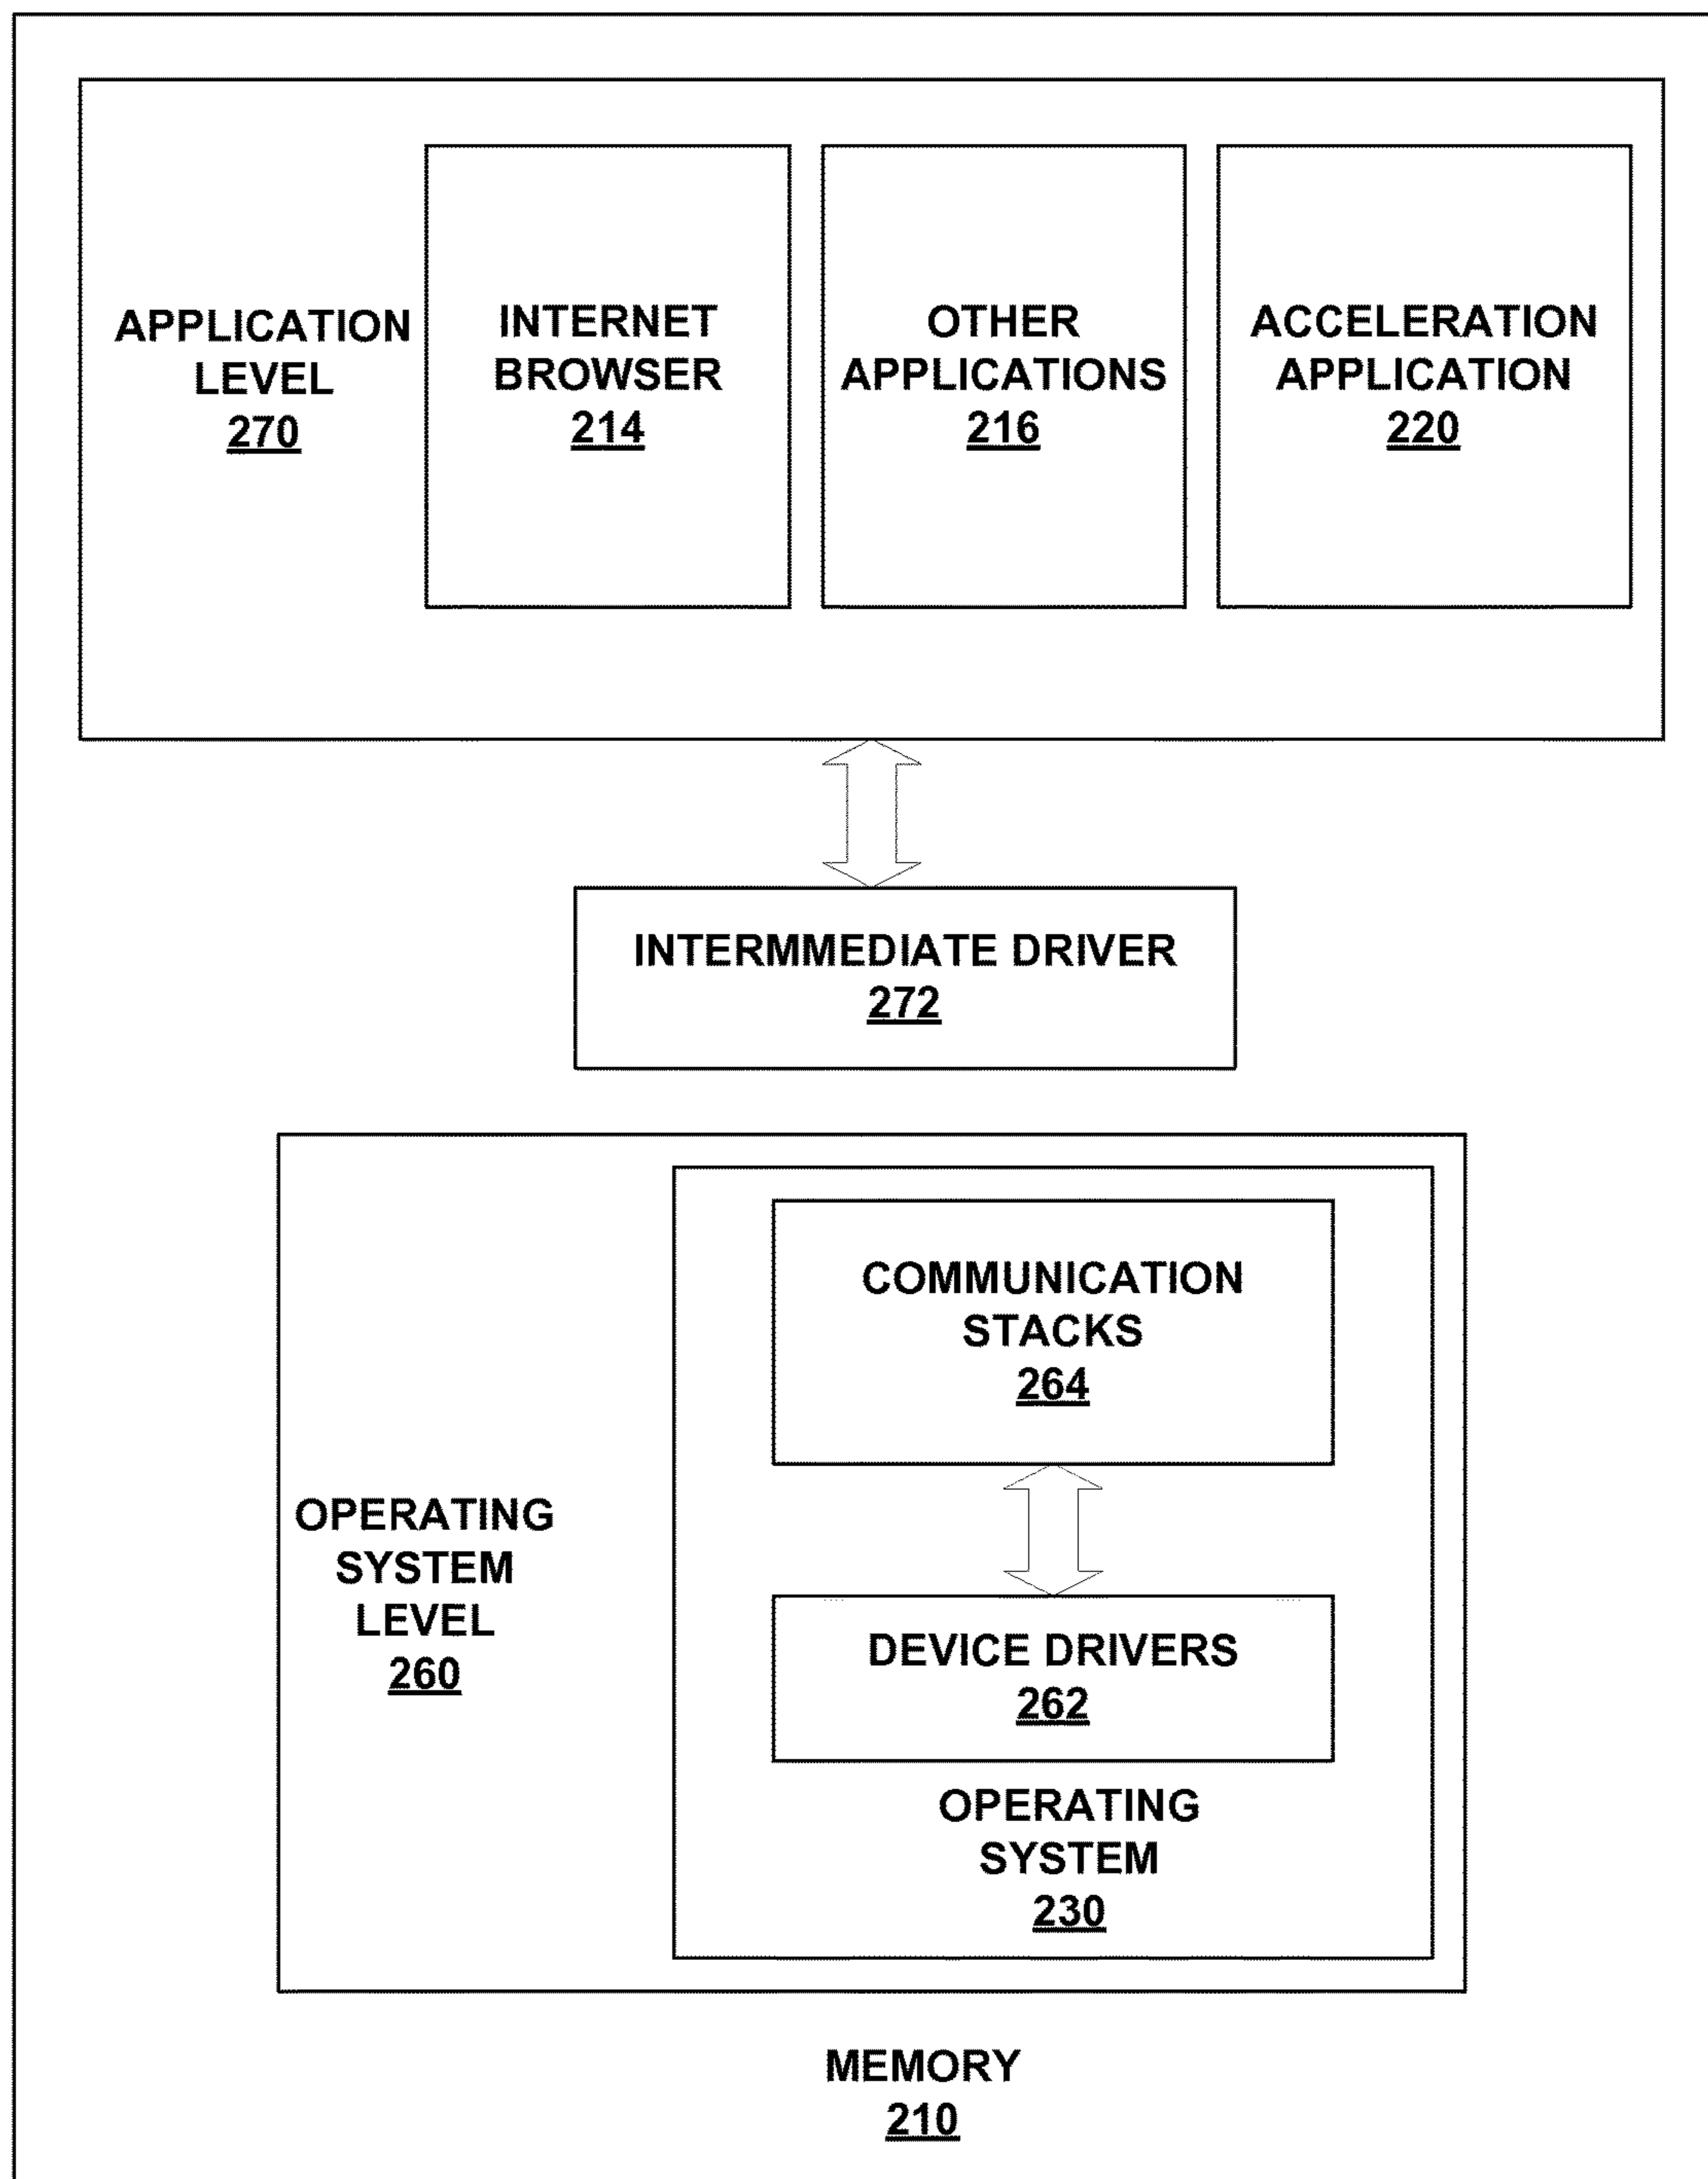 APPLICATION
LEVEL
270
INTERNET
BROWSER
214
OTHER
APPLICATIONS
216
ACCELERATION
APPLICATION
220
INTERMMEDIATE DRIVER
272
OPERATING
SYSTEM
LEVEL
260
COMMUNICATION
STACKS
264
DEVICE DRIVERS
262
OPERATING
SYSTEM
230
MEMORY
210